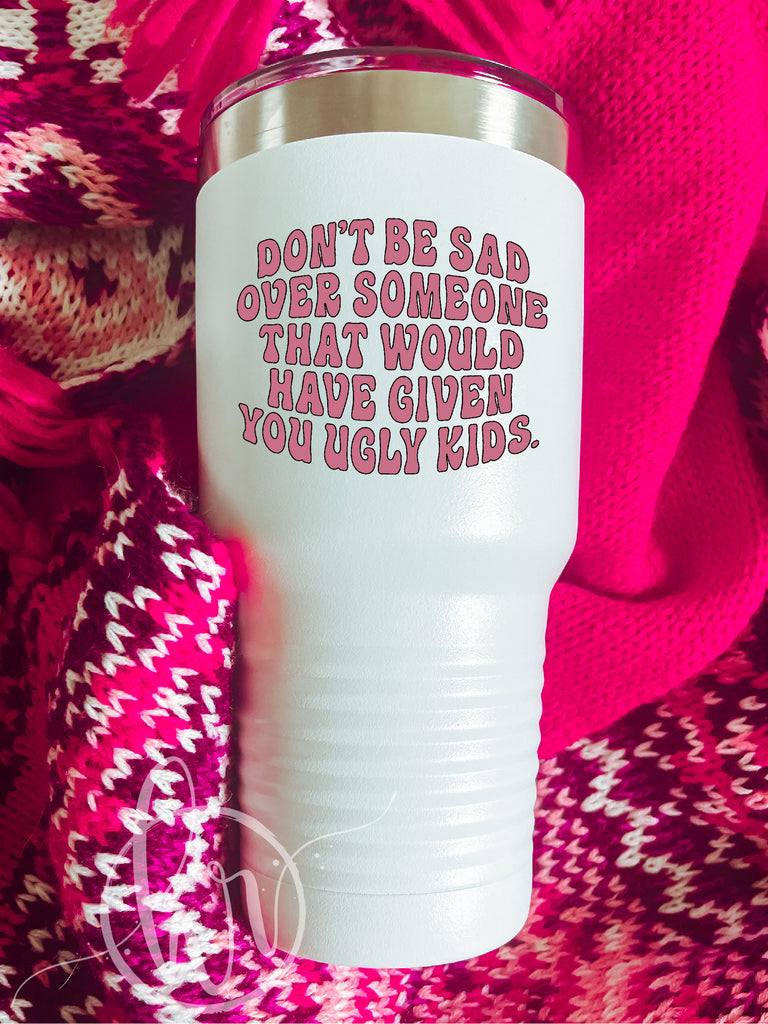 DON'T BE SAD
OVER SOMEONE
THAT WOULD
HAVE GIVEN
YOU UGLY KIDS.